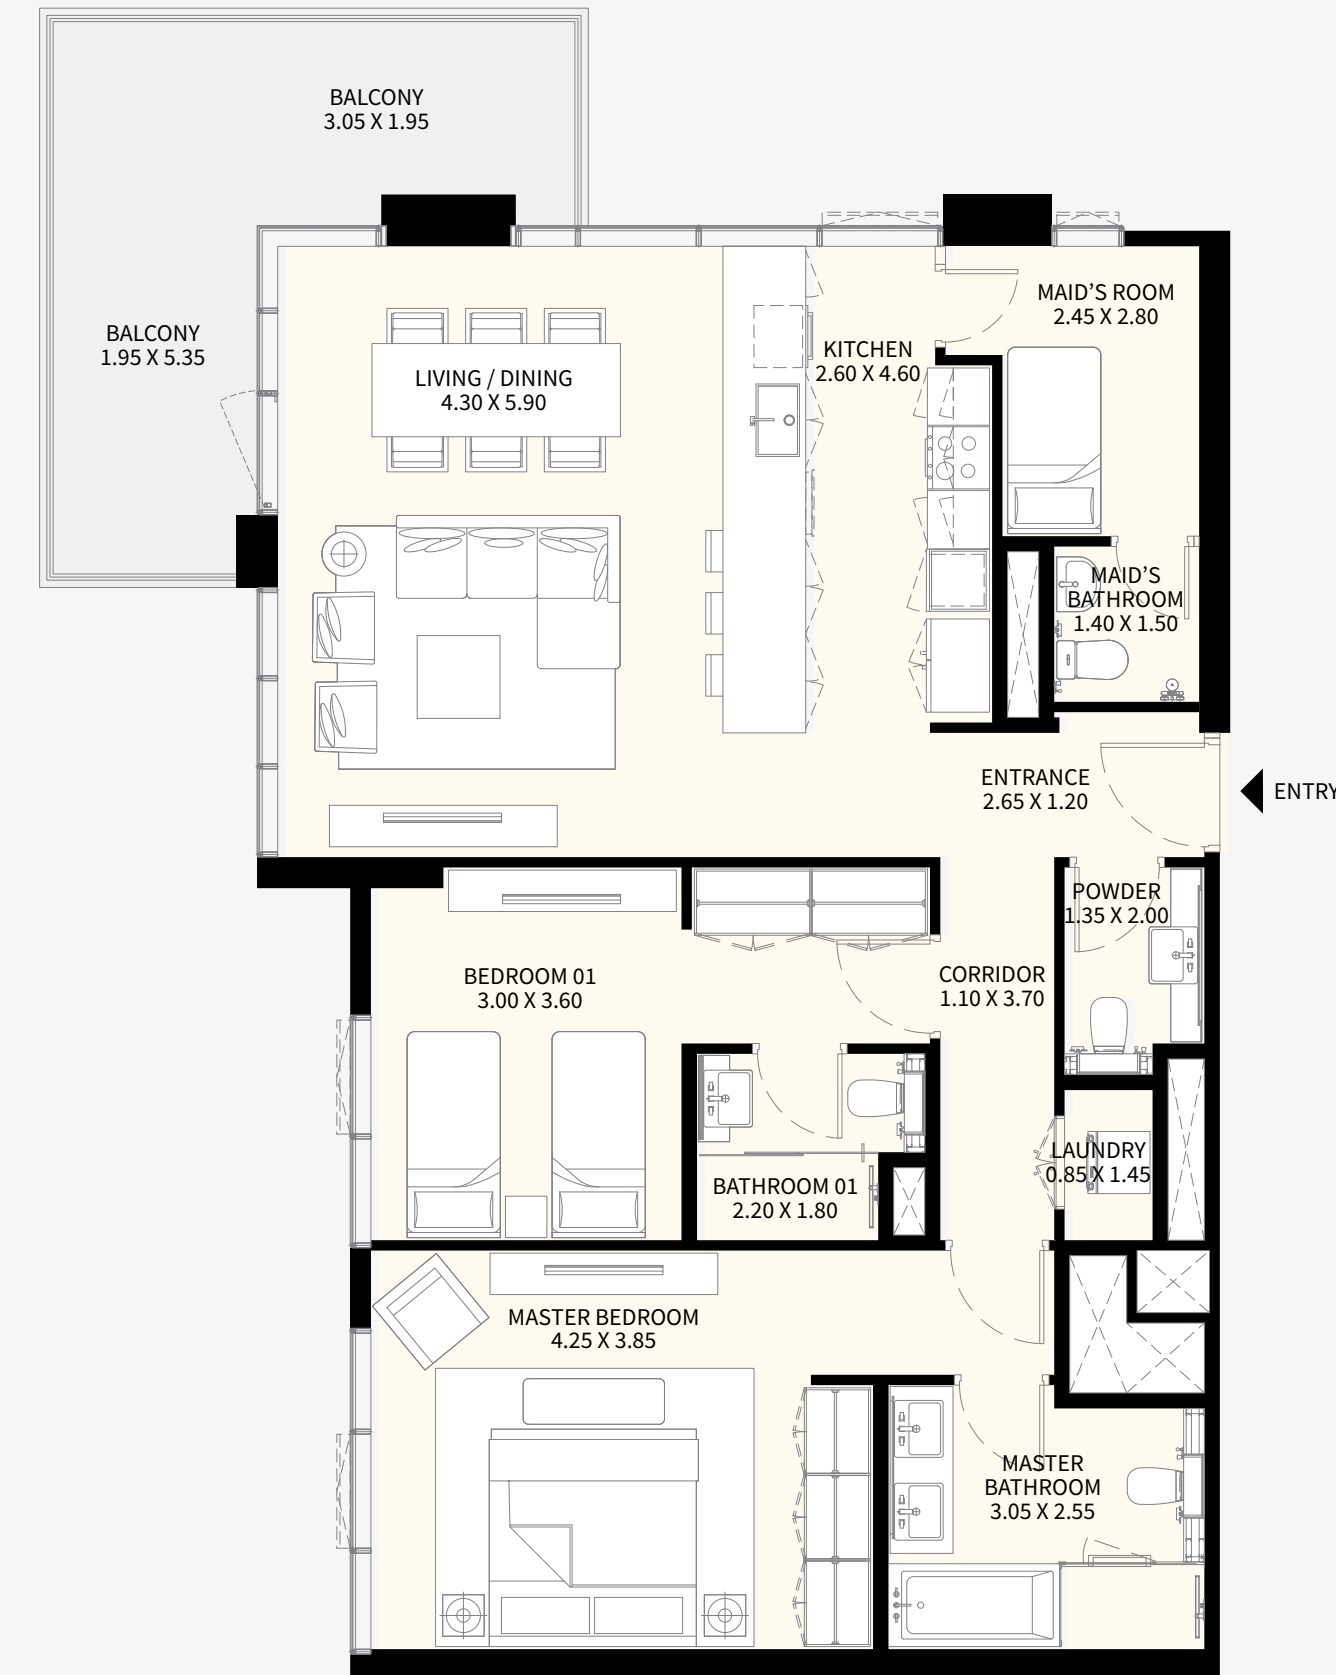 BALCONY
3.05 X 1.95
BALCONY
1.95 X 5.35
LIVING / DINING
4.30 X 5.90
KITCHEN
2.60 X 4.60
MAID’S ROOM
2.45 X 2.80
MAID’S
BATHROOM
1.40 X 1.50
ENTRANCE
2.65 X 1.20
ENTRY
POWDER
1.35 X 2.00
BEDROOM 01
3.00 X 3.60
CORRIDOR
1.10 X 3.70
LAUNDRY
0.85 X 1.45
BATHROOM 01
2.20 X 1.80
MASTER BEDROOM
4.25 X 3.85
MASTER
BATHROOM
3.05 X 2.55